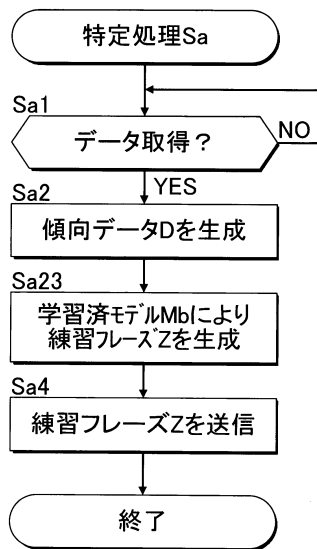 特定処理Sa
Sa1
データ取得？
NO
YES
Sa2
傾向データDを生成
Sa23
学習済モデルMbにより
練習フレーズZを生成
Sa4
練習フレーズZを送信
終了